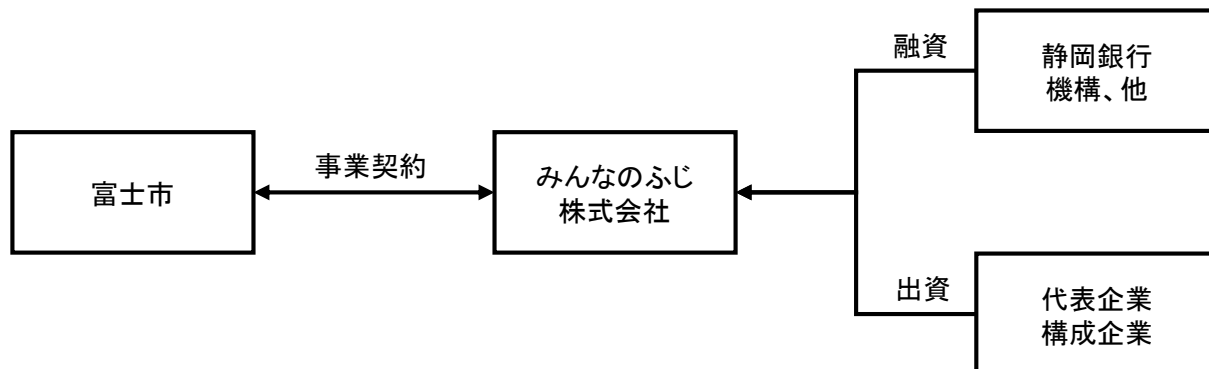 富士市
事業契約
みんなのふじ
株式会社
融資
静岡銀行
機構、他
出資
代表企業
構成企業